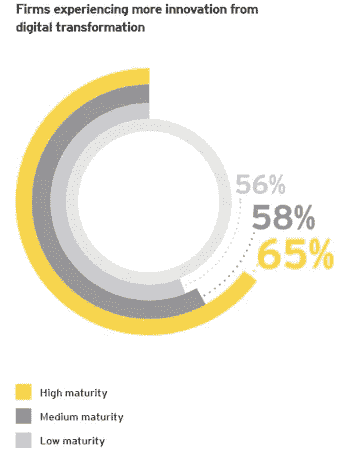 Firms experiencing more innovation from
digital transformation
56%
58%
65%
High maturity
Medium maturity
Low maturity